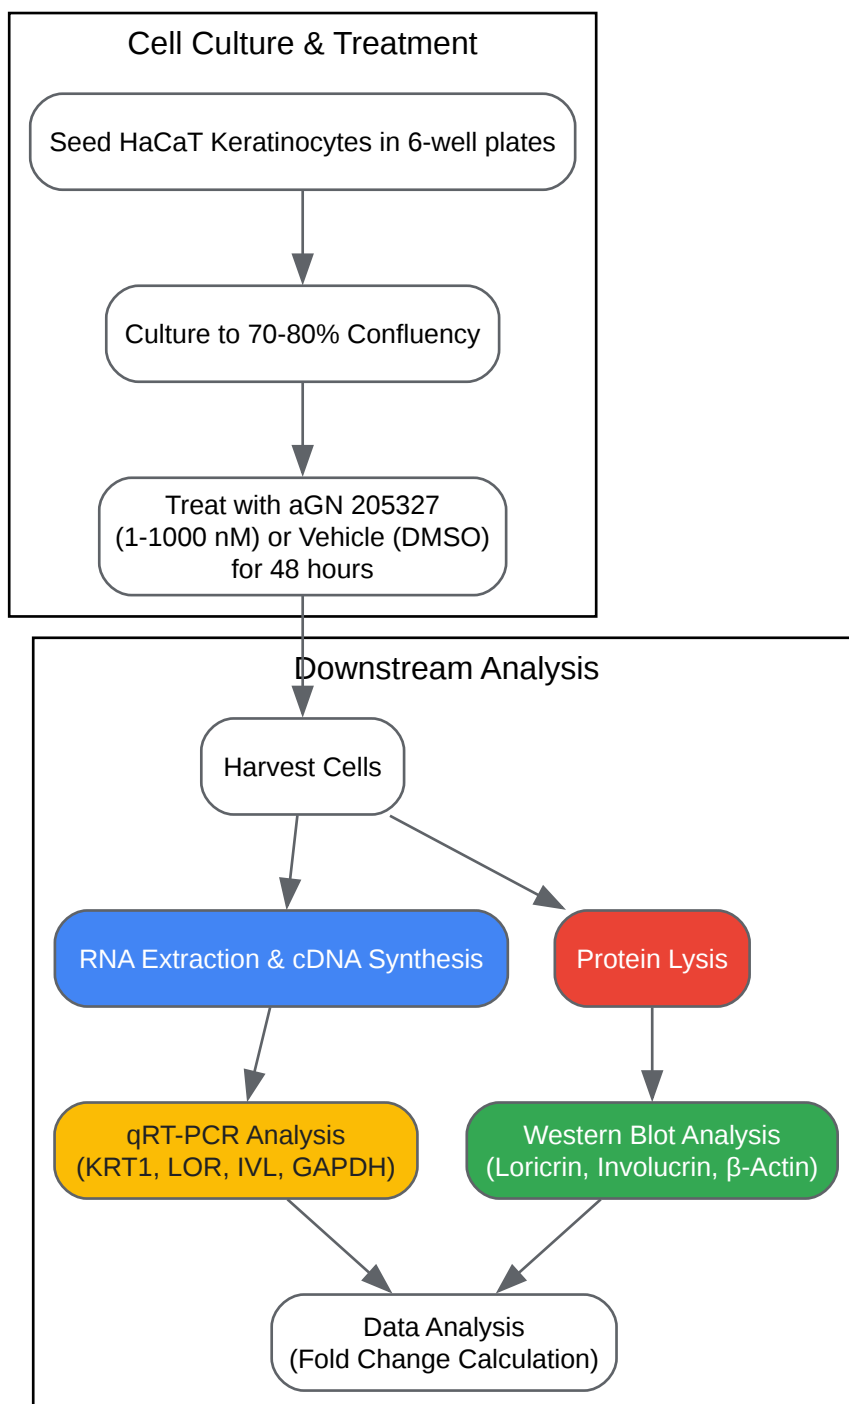 Cell Culture & Treatment
Seed HaCaT Keratinocytes in 6-well plates
Culture to 70-80% Confluency
Treat with aGN 205327
(1-1000 nM) or Vehicle (DMSO)
for 48 hours
Downstream Analysis
Harvest Cells
RNA Extraction & cDNA Synthesis
Protein Lysis
qRT-PCR Analysis
(KRT1, LOR, IVL, GAPDH)
Western Blot Analysis
(Loricrin, Involucrin, β-Actin)
Data Analysis
(Fold Change Calculation)